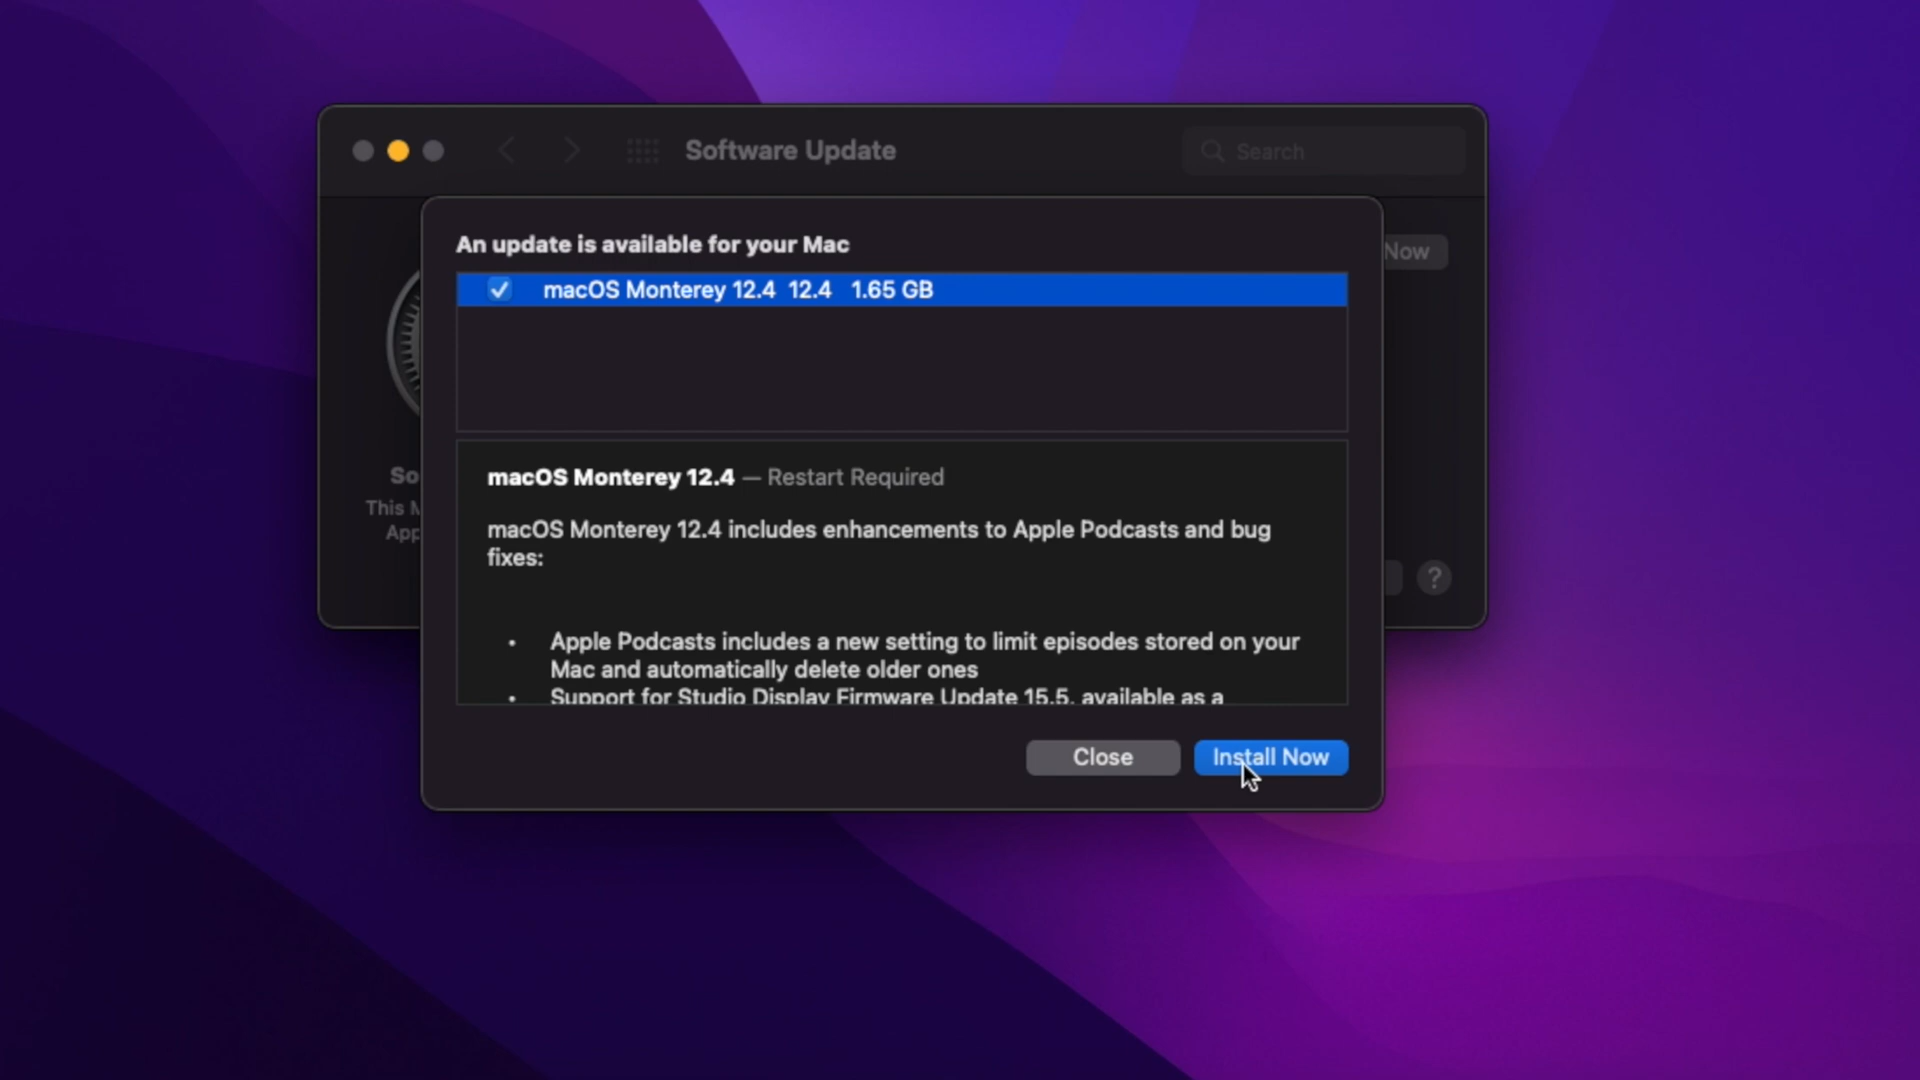 Software Update
Search
An update is available for your Mac
Now
macOS Monterey 12.4 12.4 1.65 GB
So
This M
App
macOS Monterey 12.4 — Restart Required
macOS Monterey 12.4 includes enhancements to Apple Podcasts and bug
fixes:
• Apple Podcasts includes a new setting to limit episodes stored on your
Mac and automatically delete older ones
• Support for Studio Display Firmware Update 15.5, available as a
?
Close
Install Now